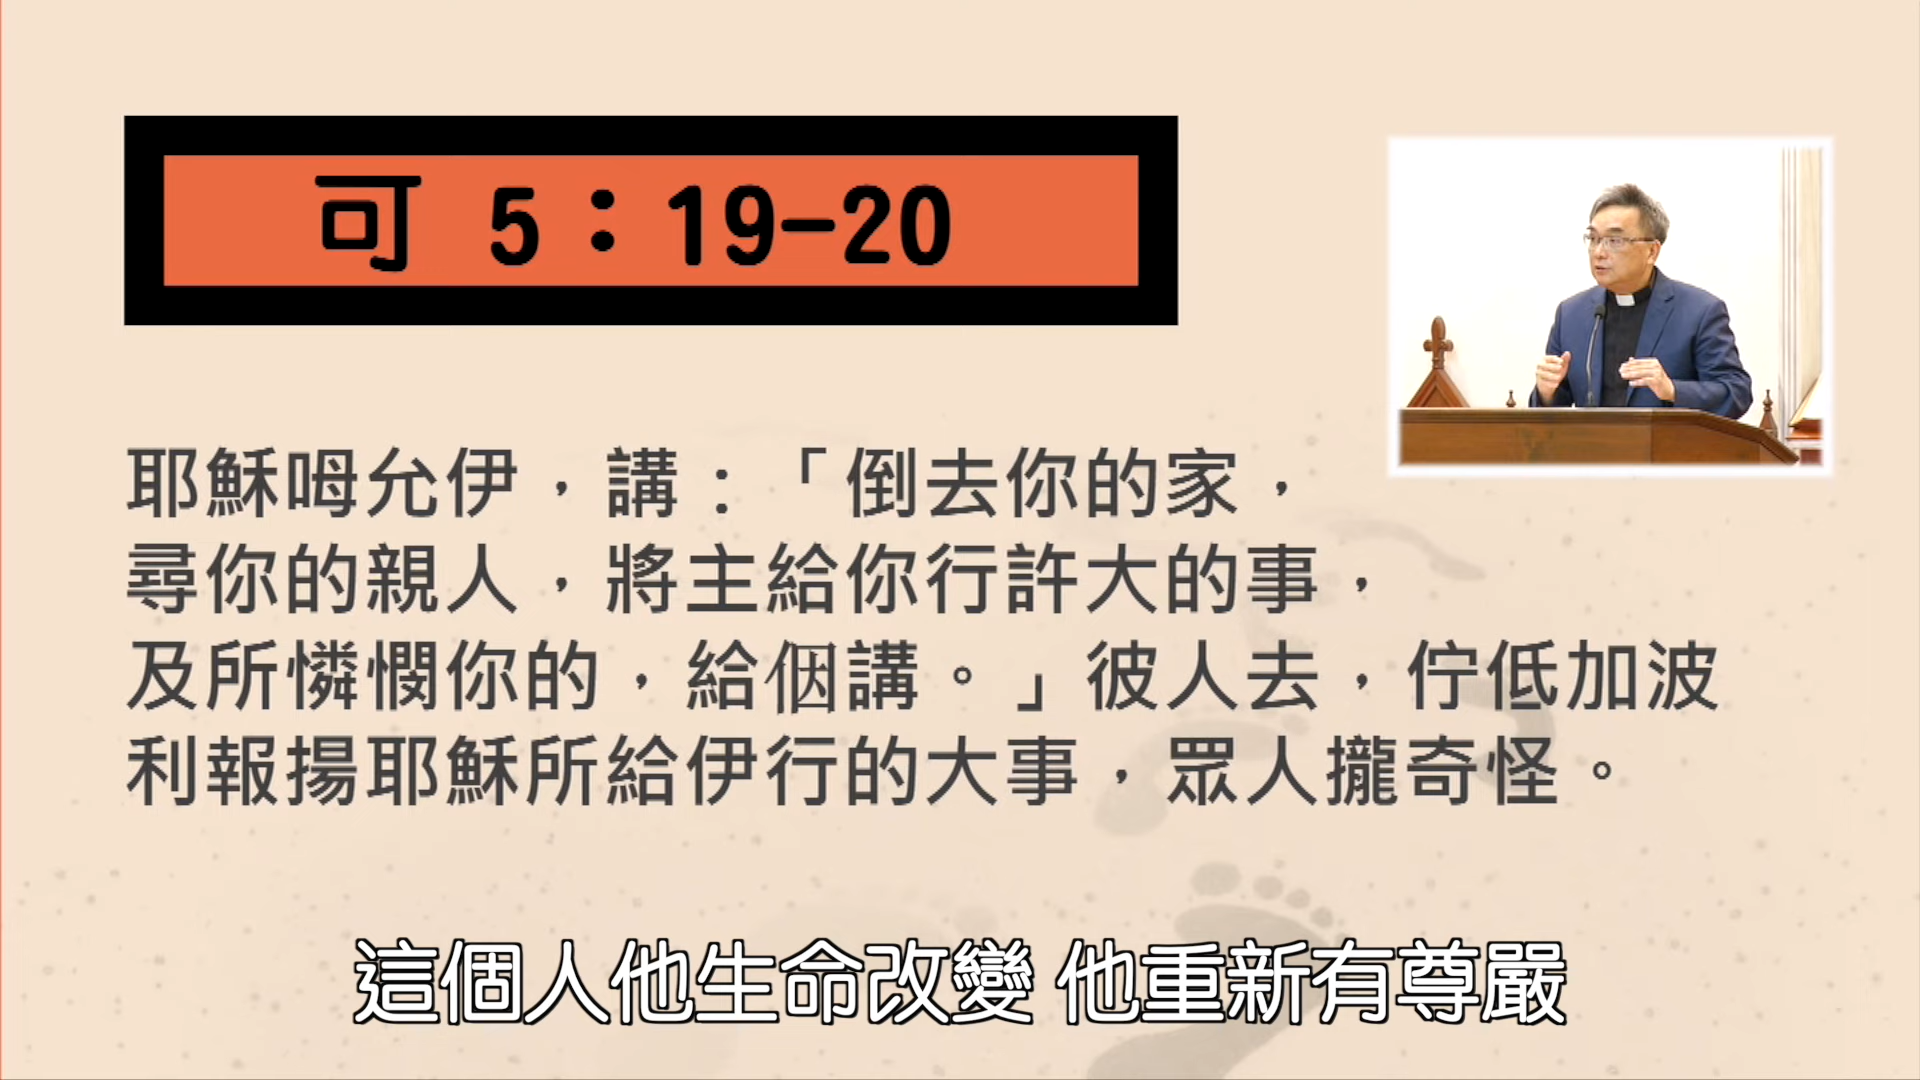 可 5：19-20
耶穌呣允伊，講：「倒去你的家，
尋你的親人，將主給你行許大的事，
及所憐憫你的，給𪜶講。」彼人去，佇低加波
利報揚耶穌所給伊行的大事，眾人攏奇怪。
這個人他生命改變 他重新有尊嚴